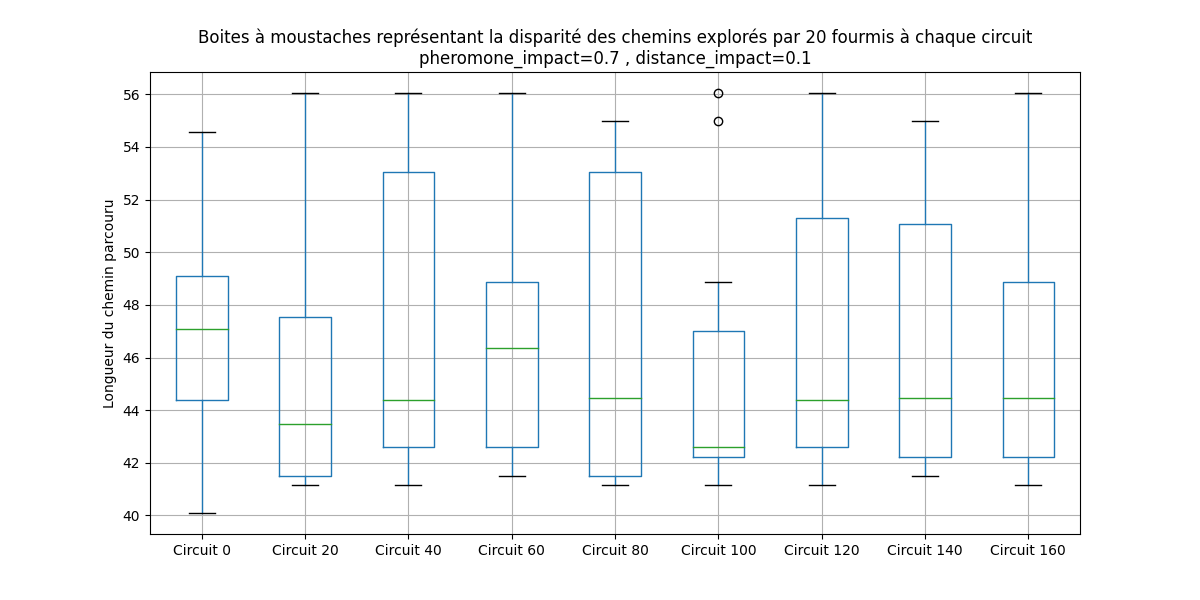 Boites à moustaches représentant la disparité des chemins explorés par 20 fourmis à chaque circuit
pheromone_impact=0.7 , distance_impact=0.1
Longueur du chemin parcouru
56
54
52
50
48
46
44
42
40
Circuit 0 Circuit 20 Circuit 40 Circuit 60 Circuit 80 Circuit 100 Circuit 120 Circuit 140 Circuit 160